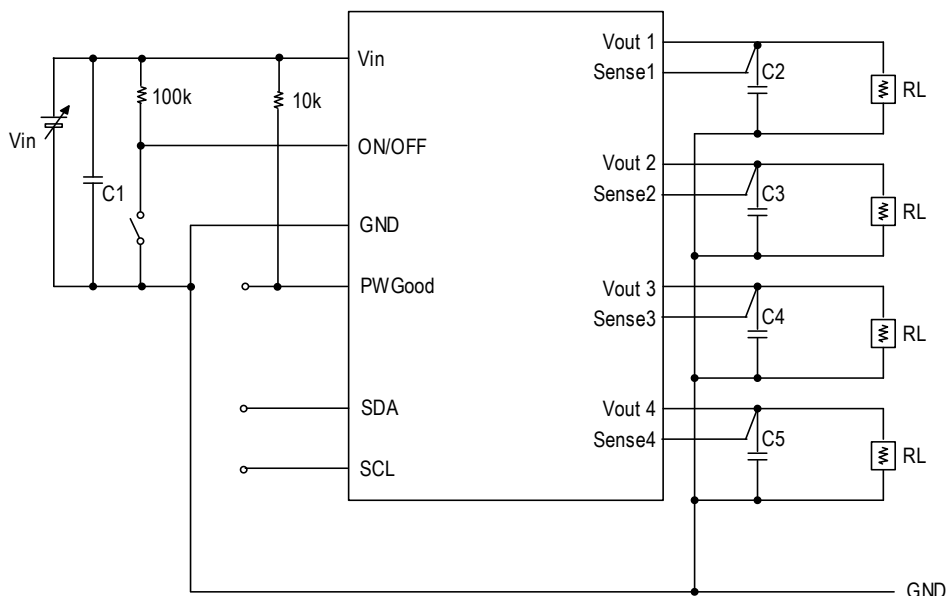 Vin
C1
100k
10k
Vin
ON/OFF
GND
PWGood
SDA
SCL
Vout 1
Sense1
C2
RL
Vout 2
Sense2
C3
RL
Vout 3
Sense3
C4
RL
Vout 4
Sense4
C5
RL
GND